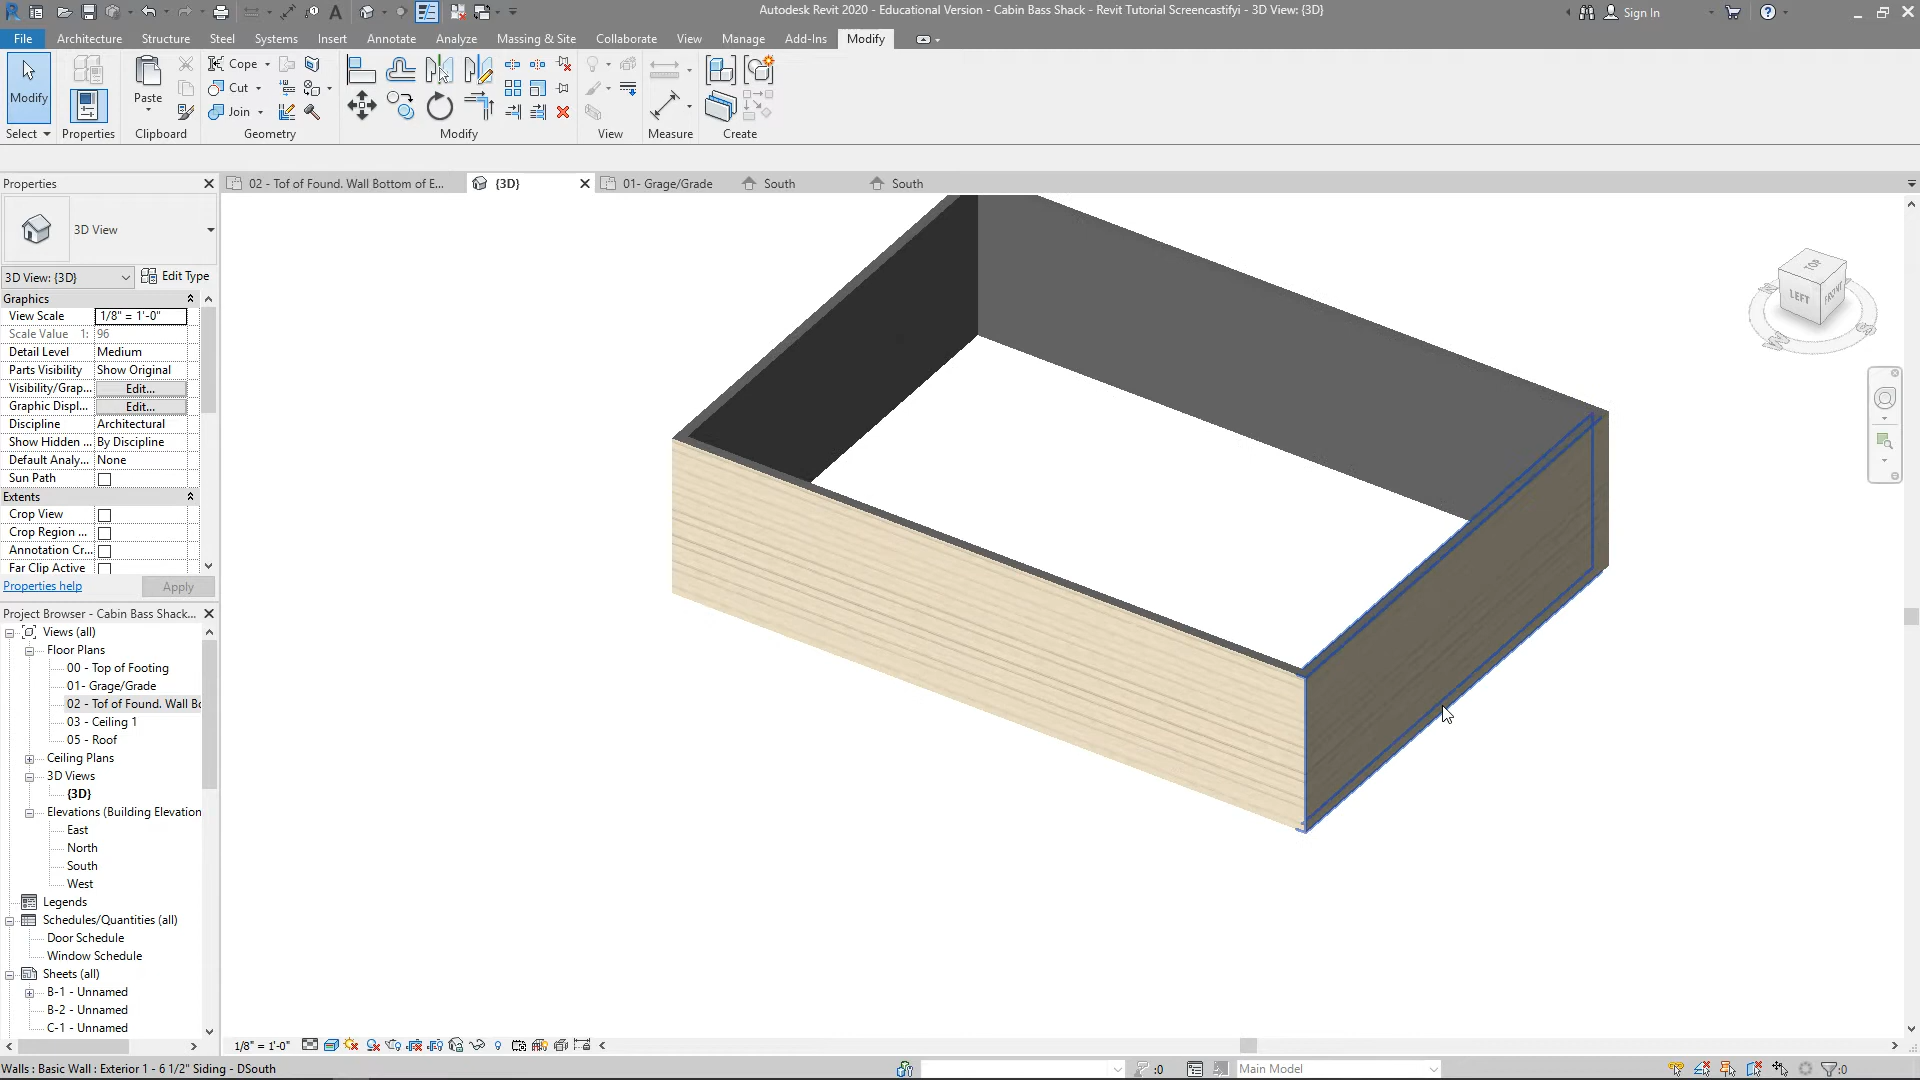 Autodesk Revit 2020 - Educational Version - Cabin Bass Shack - Revit Tutorial Screencastifyi - 3D View: {3D}
Sign In
File Architecture Structure Steel Systems Insert Annotate Analyze Massing & Site Collaborate View Manage Add-Ins Modify
Modify
Paste
Cope
Cut
Join
Select Properties Clipboard Geometry Modify View Measure Create
Properties
02 - Tof of Found. Wall Bottom of E...
{3D}
01- Grage/Grade
South
South
3D View
3D View: {3D}
Edit Type
Graphics
View Scale 1/8" = 1'-0"
Scale Value 1: 96
Detail Level Medium
Parts Visibility Show Original
Visibility/Grap... Edit...
Graphic Displ... Edit...
Discipline Architectural
Show Hidden ... By Discipline
Default Analy... None
Sun Path
Extents
Crop View
Crop Region ...
Annotation Cr...
Far Clip Active
Properties help
Apply
Project Browser - Cabin Bass Shack...
Views (all)
Floor Plans
00 - Top of Footing
01- Grage/Grade
02 - Tof of Found. Wall Bo
03 - Ceiling 1
05 - Roof
Ceiling Plans
3D Views
{3D}
Elevations (Building Elevation
East
North
South
West
Legends
Schedules/Quantities (all)
Door Schedule
Window Schedule
Sheets (all)
B-1 - Unnamed
B-2 - Unnamed
C-1 - Unnamed
TOP
LEFT
FRONT
1/8" = 1'-0"
Walls : Basic Wall : Exterior 1 - 6 1/2" Siding - DSouth
:0
Main Model
:0